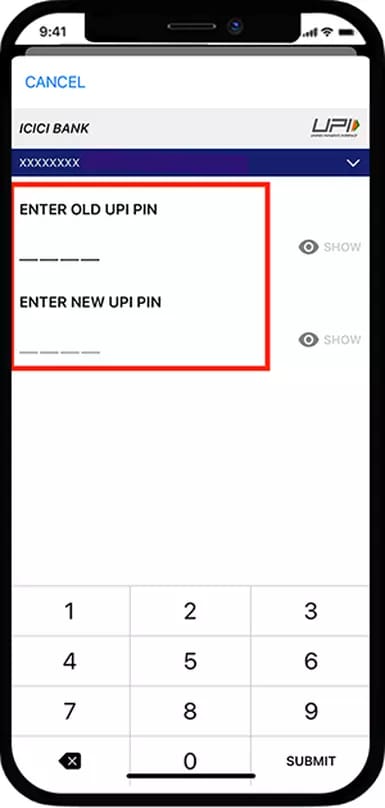 9:41
CANCEL
ICICI BANK UPI
XXXXXXXX
ENTER OLD UPI PIN
SHOW
ENTER NEW UPI PIN
SHOW
1 2 3
4 5 6
7 8 9
0 SUBMIT